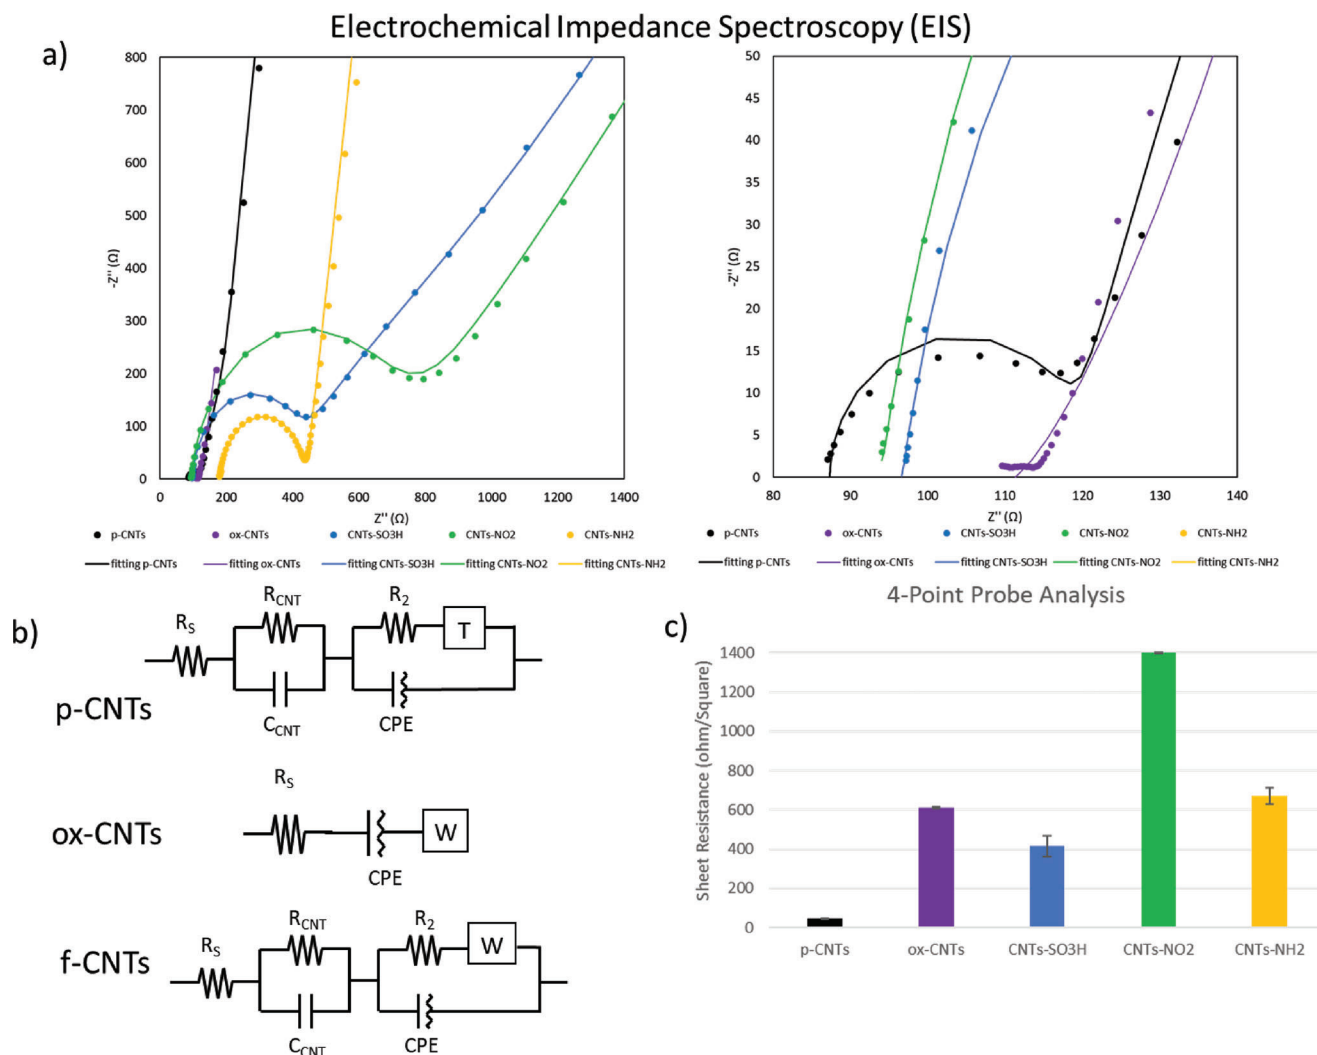 Electrochemical Impedance Spectroscopy (EIS)
a)
800
700
600
500
400
300
200
100
0
-Z'' (Ω)
0 200 400 600 800 1000 1200 1400
Z'' (Ω)
p-CNTs ox-CNTs CNTs-SO3H CNTs-NO2 CNTs-NH2
fitting p-CNTs fitting ox-CNTs fitting CNTs-SO3H fitting CNTs-NO2 fitting CNTs-NH2
50
45
40
35
30
25
20
15
10
5
0
-Z'' (Ω)
80 90 100 110 120 130 140
Z'' (Ω)
p-CNTs ox-CNTs CNTs-SO3H CNTs-NO2 CNTs-NH2
fitting p-CNTs fitting ox-CNTs fitting CNTs-SO3H fitting CNTs-NO2 fitting CNTs-NH2
b)
p-CNTs
RS
RCNT
CCNT
R2
T
CPE
ox-CNTs
RS
CPE
W
f-CNTs
RS
RCNT
CCNT
R2
W
CPE
4-Point Probe Analysis
c)
Sheet Resistance (ohm/Square)
1400
1200
1000
800
600
400
200
0
p-CNTs ox-CNTs CNTs-SO3H CNTs-NO2 CNTs-NH2